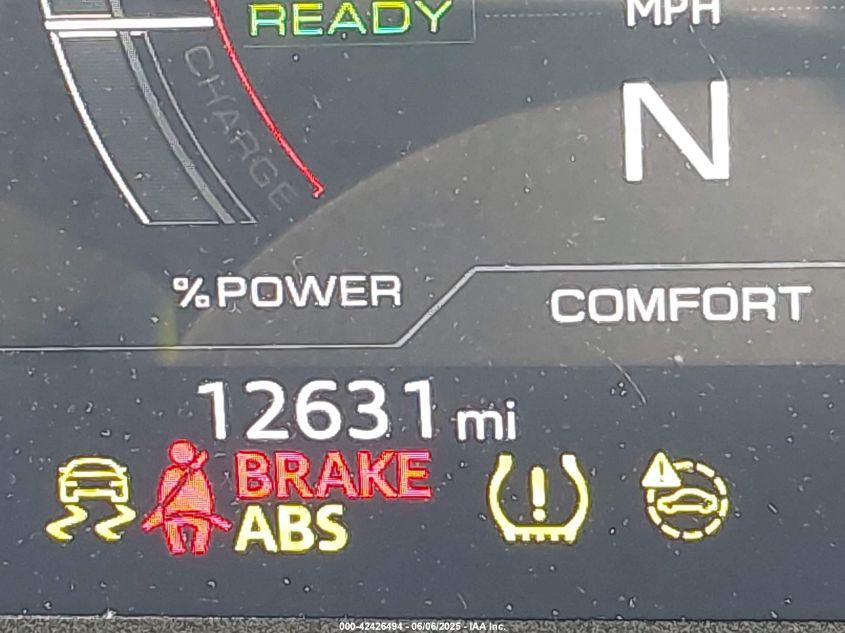 READY
MPH
CHARGE
N
%POWER
COMFORT
12631 mi
BRAKE
ABS
000-42426494 - 06/06/2025 - IAA Inc.